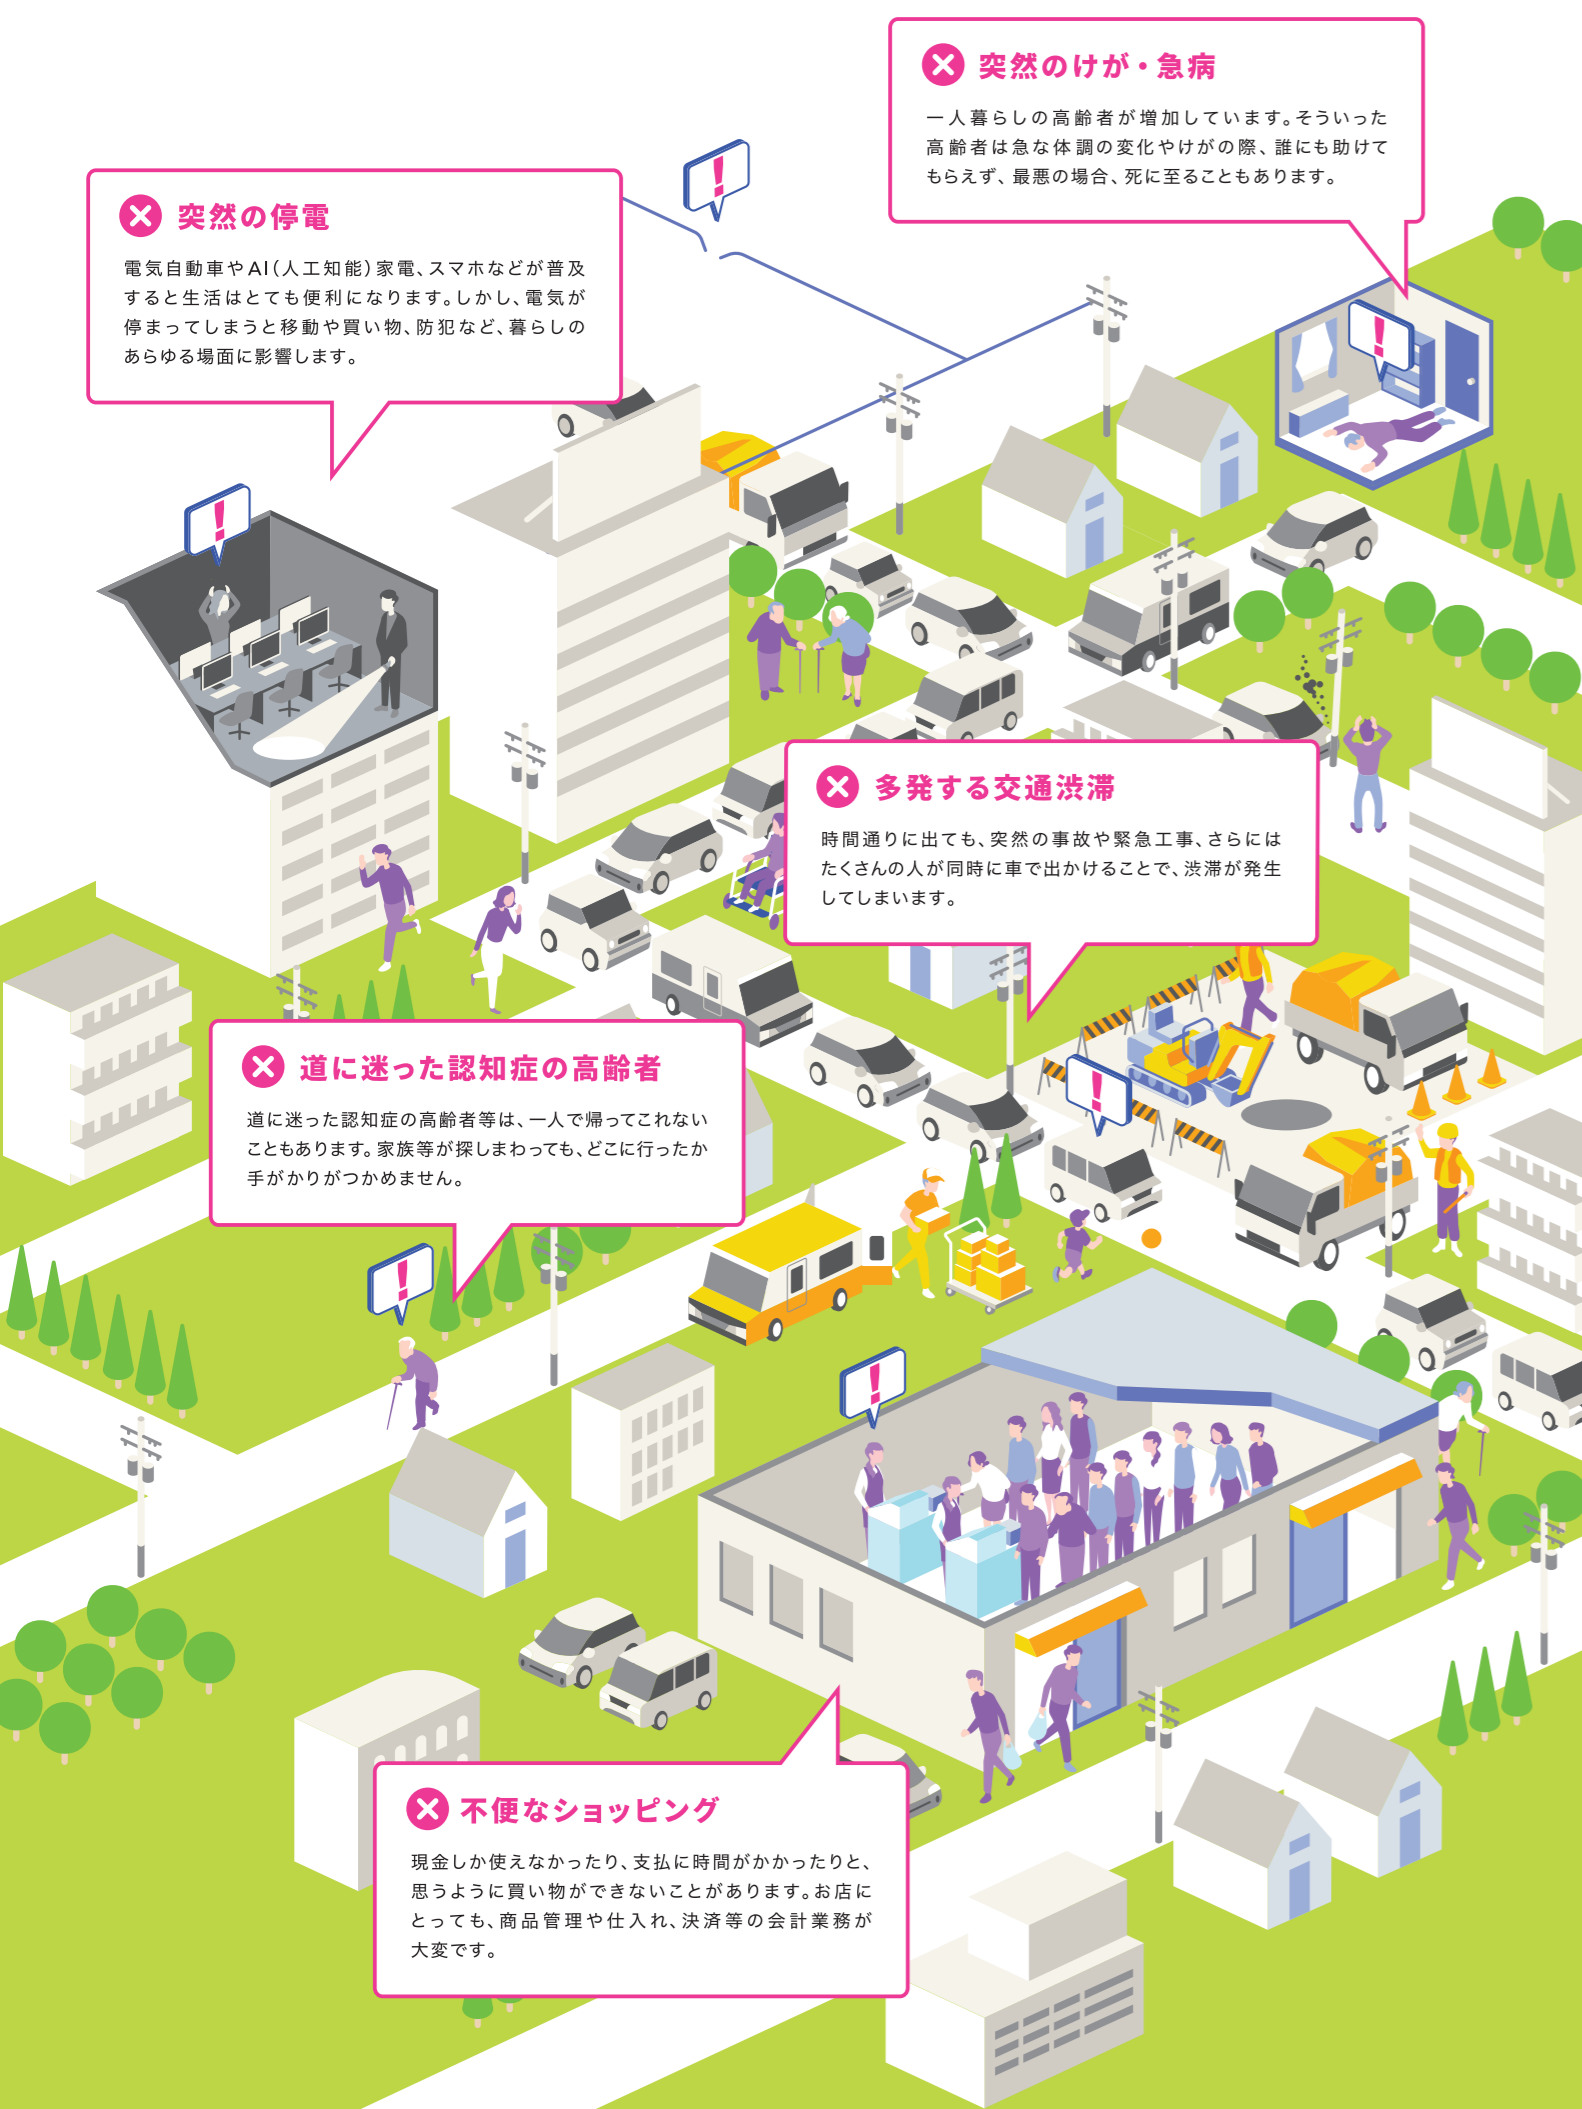 突然のけが・急病
一人暮らしの高齢者が増加しています。そういった
高齢者は急な体調の変化やけがの際、誰にも助けて
もらえず、最悪の場合、死に至ることもあります。
突然の停電
電気自動車やAI(人工知能)家電、スマホなどが普及
すると生活はとても便利になります。しかし、電気が
停まってしまうと移動や買い物、防犯など、暮らしの
あらゆる場面に影響します。
多発する交通渋滞
時間通りに出ても、突然の事故や緊急工事、さらには
たくさんの人が同時に車で出かけることで、渋滞が発生
してしまいます。
道に迷った認知症の高齢者
道に迷った認知症の高齢者等は、一人で帰ってこれない
こともあります。家族等が探しまわっても、どこに行ったか
手がかりがつかめません。
不便なショッピング
現金しか使えなかったり、支払に時間がかかったりと、
思うように買い物ができないことがあります。お店に
とっても、商品管理や仕入れ、決済等の会計業務が
大変です。